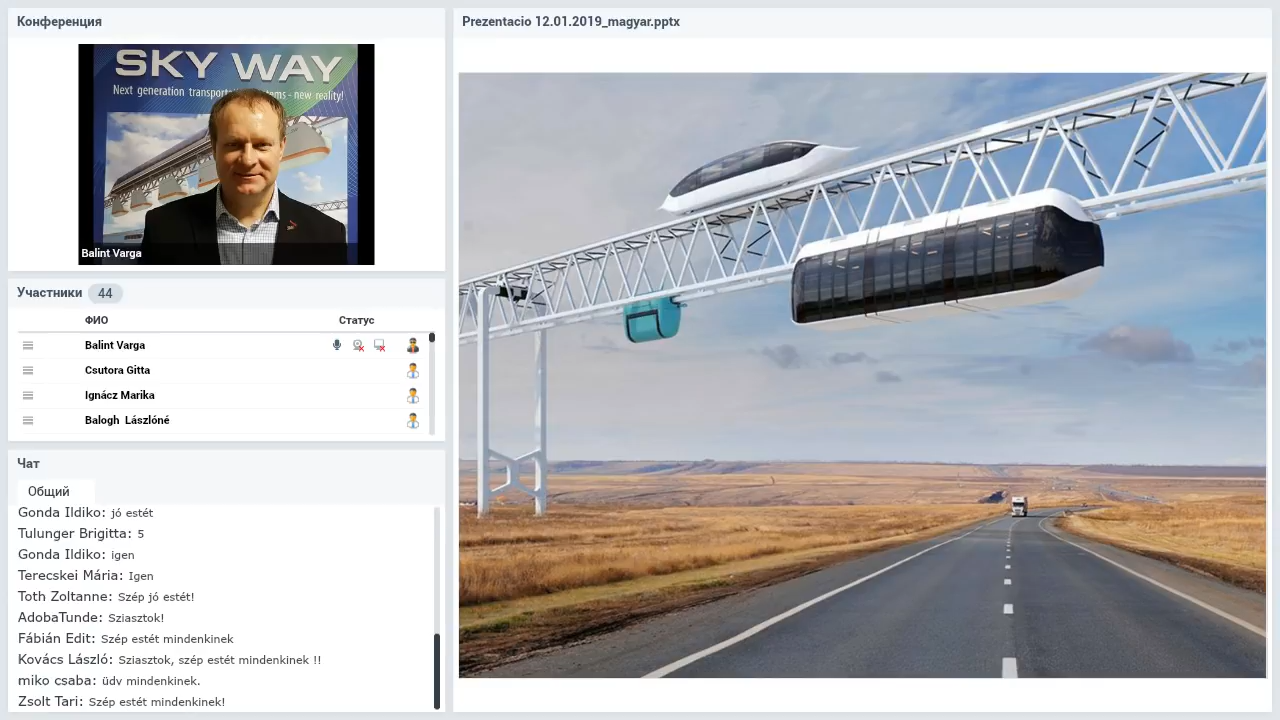 Конференция
SKY WAY
Next generation transportation systems - new reality!
Balint Varga
Участники 44
ФИО Статус
Balint Varga
Csutora Gitta
Ignácz Marika
Balogh Lászlóné
Чат
Общий
Gonda Ildiko: jó estét
Tulunger Brigitta: 5
Gonda Ildiko: igen
Terecskei Mária: Igen
Toth Zoltanne: Szép jó estét!
AdobaTunde: Sziasztok!
Fábián Edit: Szép estét mindenkinek
Kovács László: Sziasztok, szép estét mindenkinek !!
miko csaba: üdv mindenkinek.
Zsolt Tari: Szép estét mindenkinek!
Prezentacio 12.01.2019_magyar.pptx